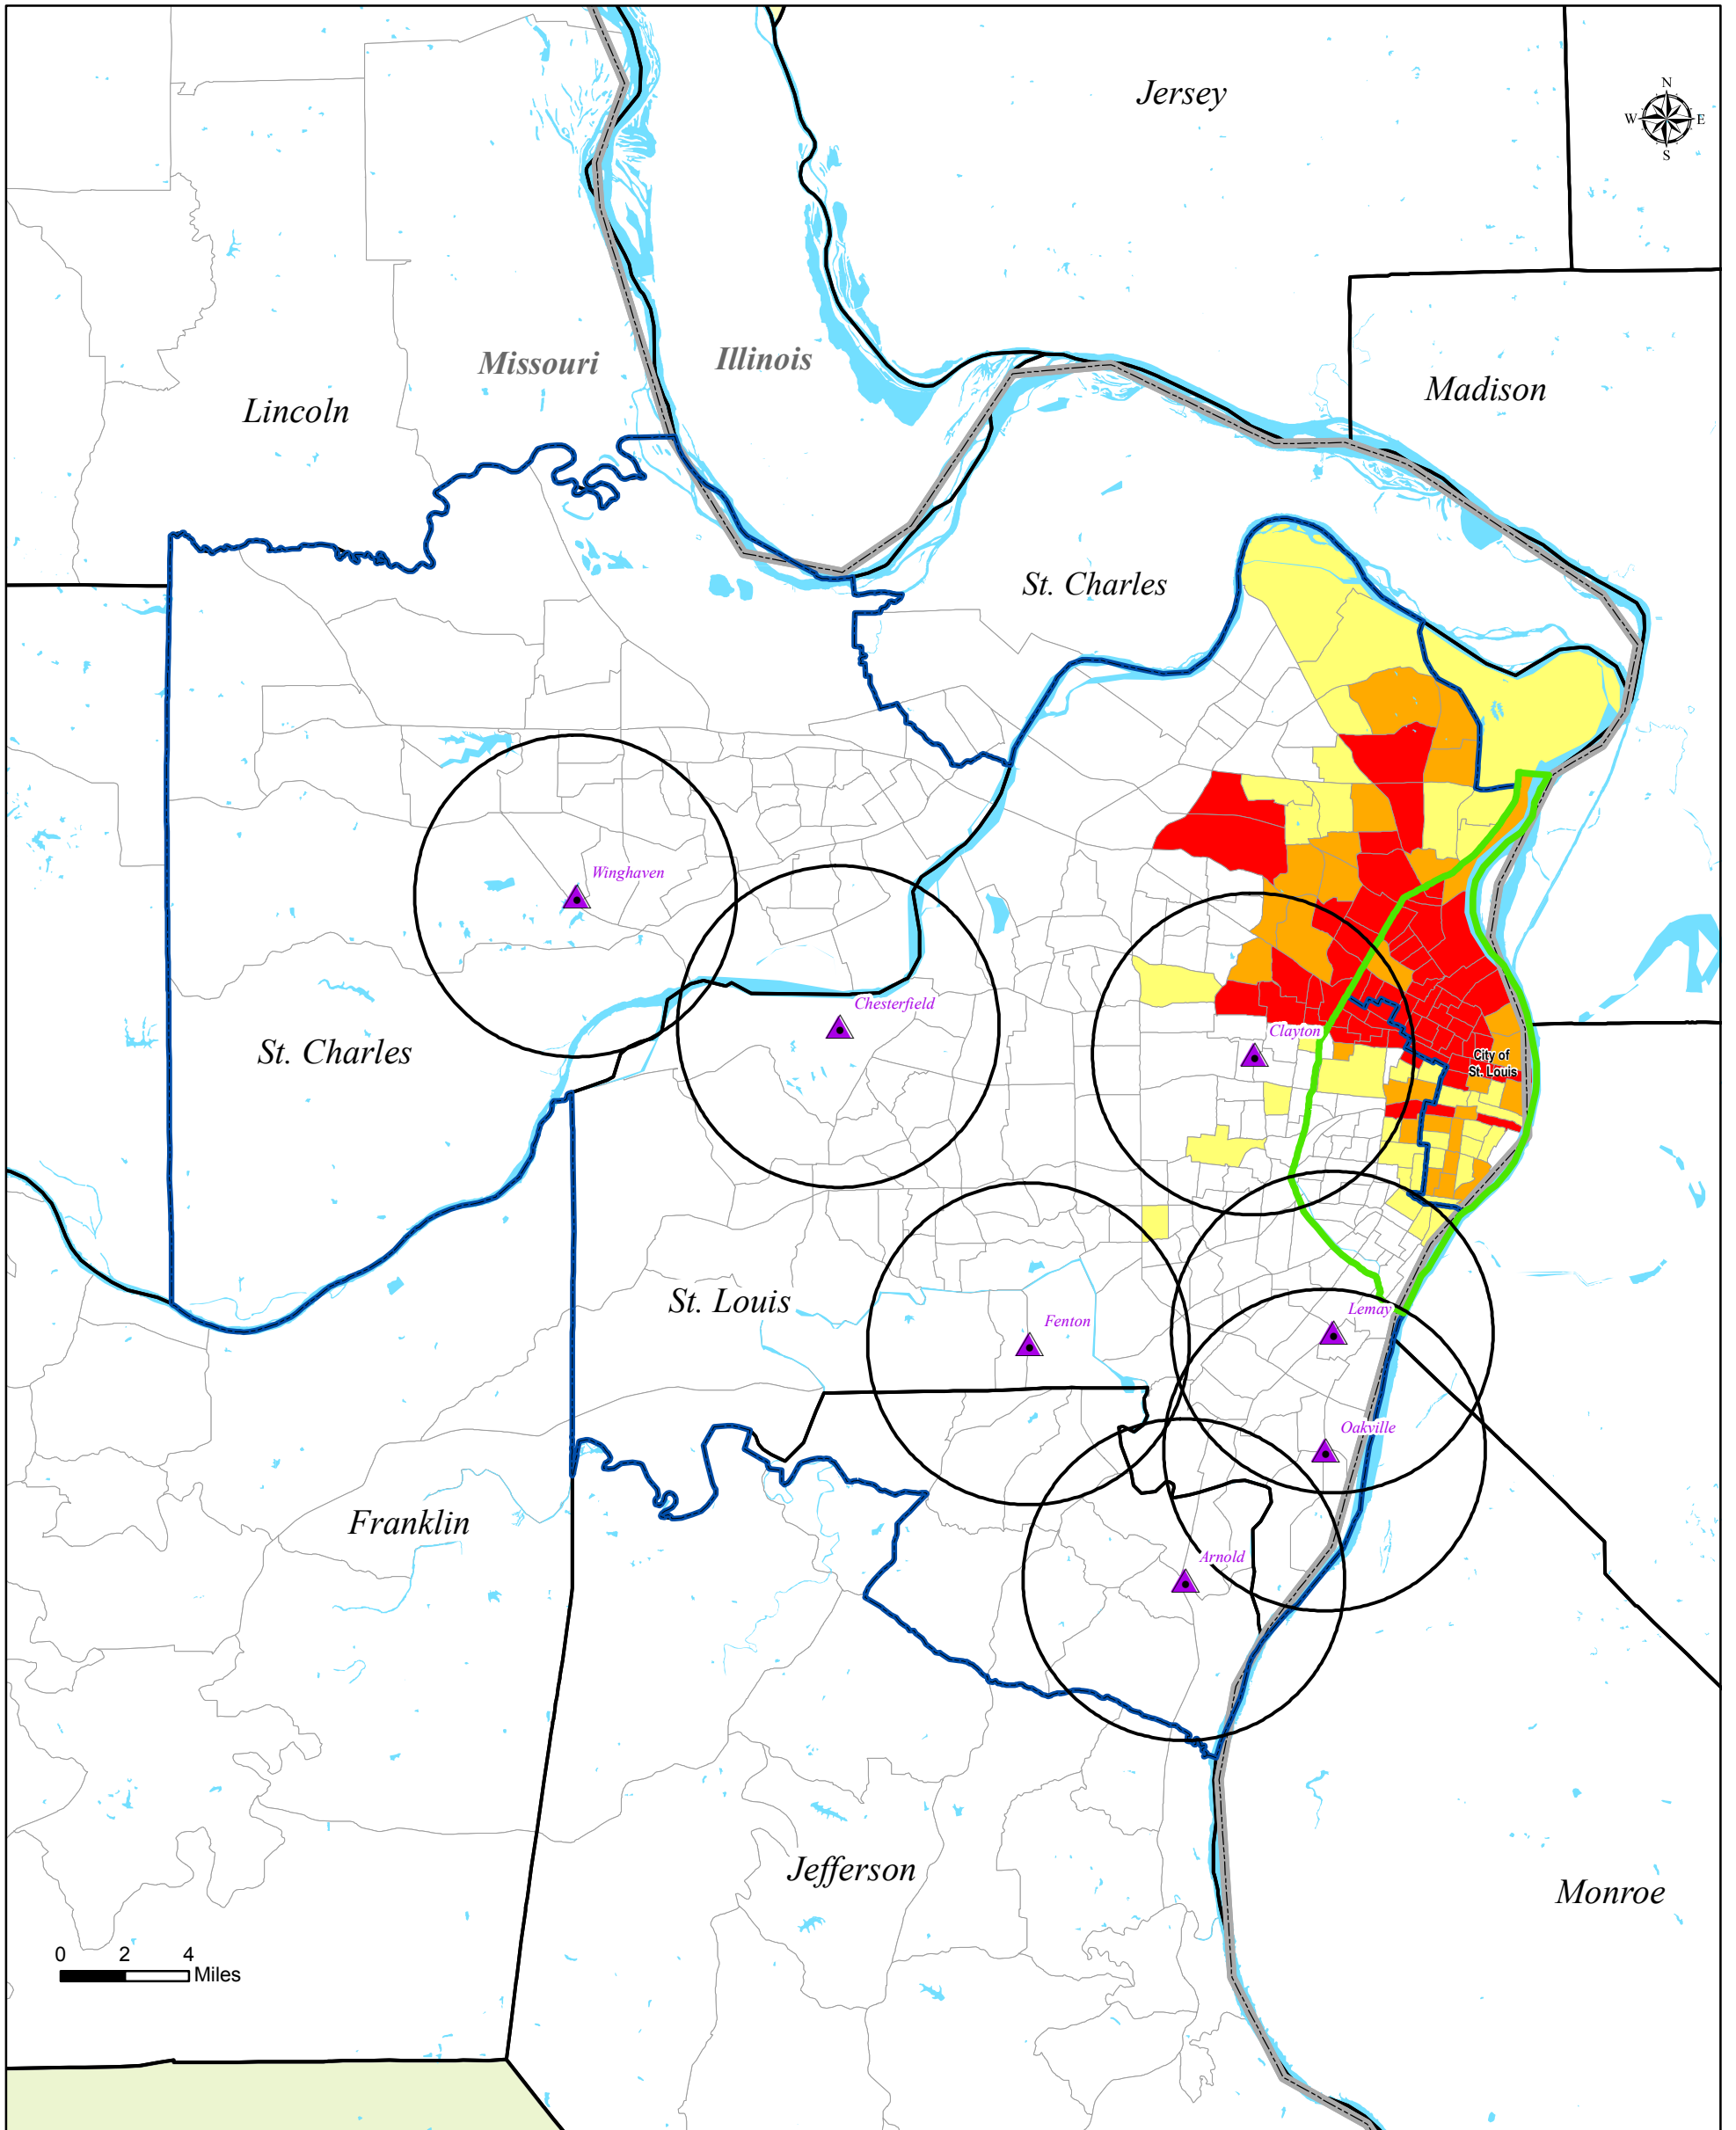 Jersey
N
W
E
S
Missouri
Illinois
Madison
Lincoln
St. Charles
Winghaven
Chesterfield
Clayton
City of
St. Louis
St. Charles
St. Louis
Fenton
Lemay
Oakville
Franklin
Arnold
Jefferson
Monroe
0 2 4
Miles